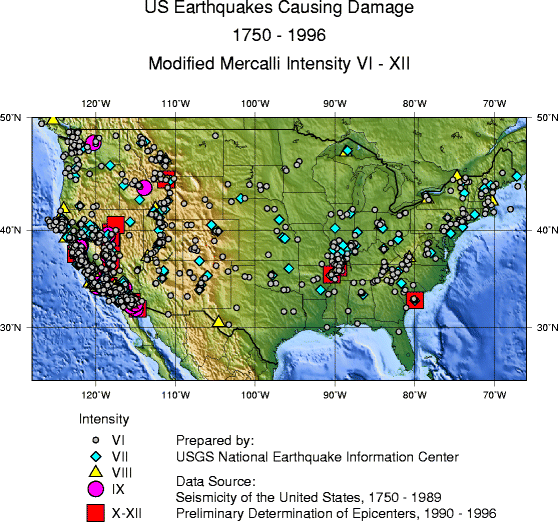 US Earthquakes Causing Damage
1750 - 1996
Modified Mercalli Intensity VI - XII
120˚W 110˚W 100˚W 90˚W 80˚W 70˚W
50˚N 50˚N
40˚N 40˚N
30˚N 30˚N
120˚W 110˚W 100˚W 90˚W 80˚W 70˚W
Intensity
VI Prepared by:
VII USGS National Earthquake Information Center
VIII
Data Source:
IX Seismicity of the United States, 1750 - 1989
X-XII Preliminary Determination of Epicenters, 1990 - 1996